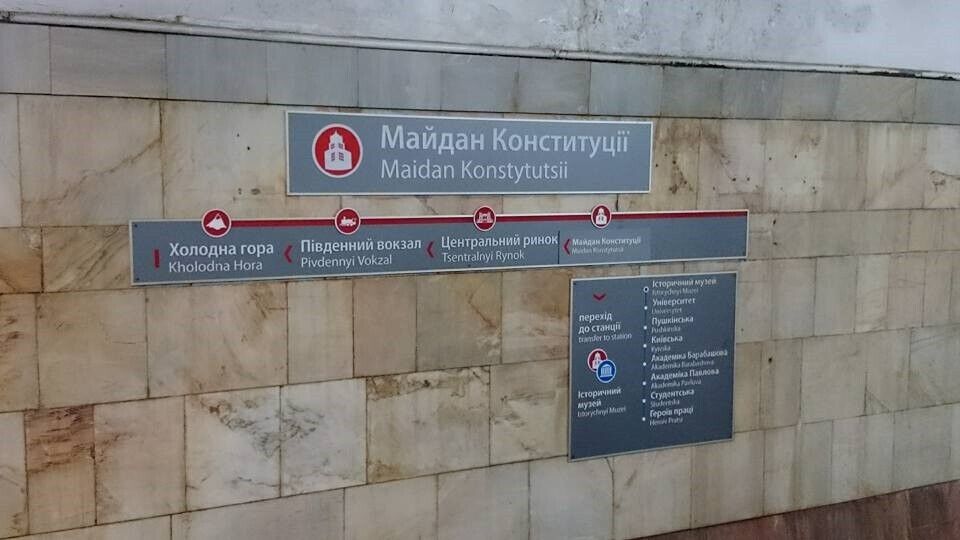 Майдан Конституції
Maidan Konstytutsii
Холодна гора
Kholodna Hora
Південний вокзал
Pivdennyi Vokzal
Центральний ринок
Tsentralnyi Rynok
Майдан Конституції
Maidan Konstytutsii
перехід
до станції
transfer to station
Історичний
музей
Istorychnyi Muzei
Історичний музей
Istorychnyi Muzei
Університет
Universytet
Пушкінська
Pushkinska
Київська
Kyivska
Академіка Барабашова
Akademika Barabashova
Академіка Павлова
Akademika Pavlova
Студентська
Studentska
Героїв праці
Heroiv Pratsi